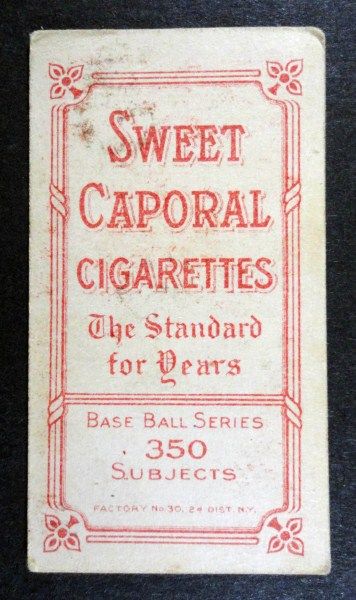 SWEET
CAPORAL
CIGARETTES
The Standard
for Years
BASE BALL SERIES
350
SUBJECTS
FACTORY No 30, 2d DIST. N.Y.